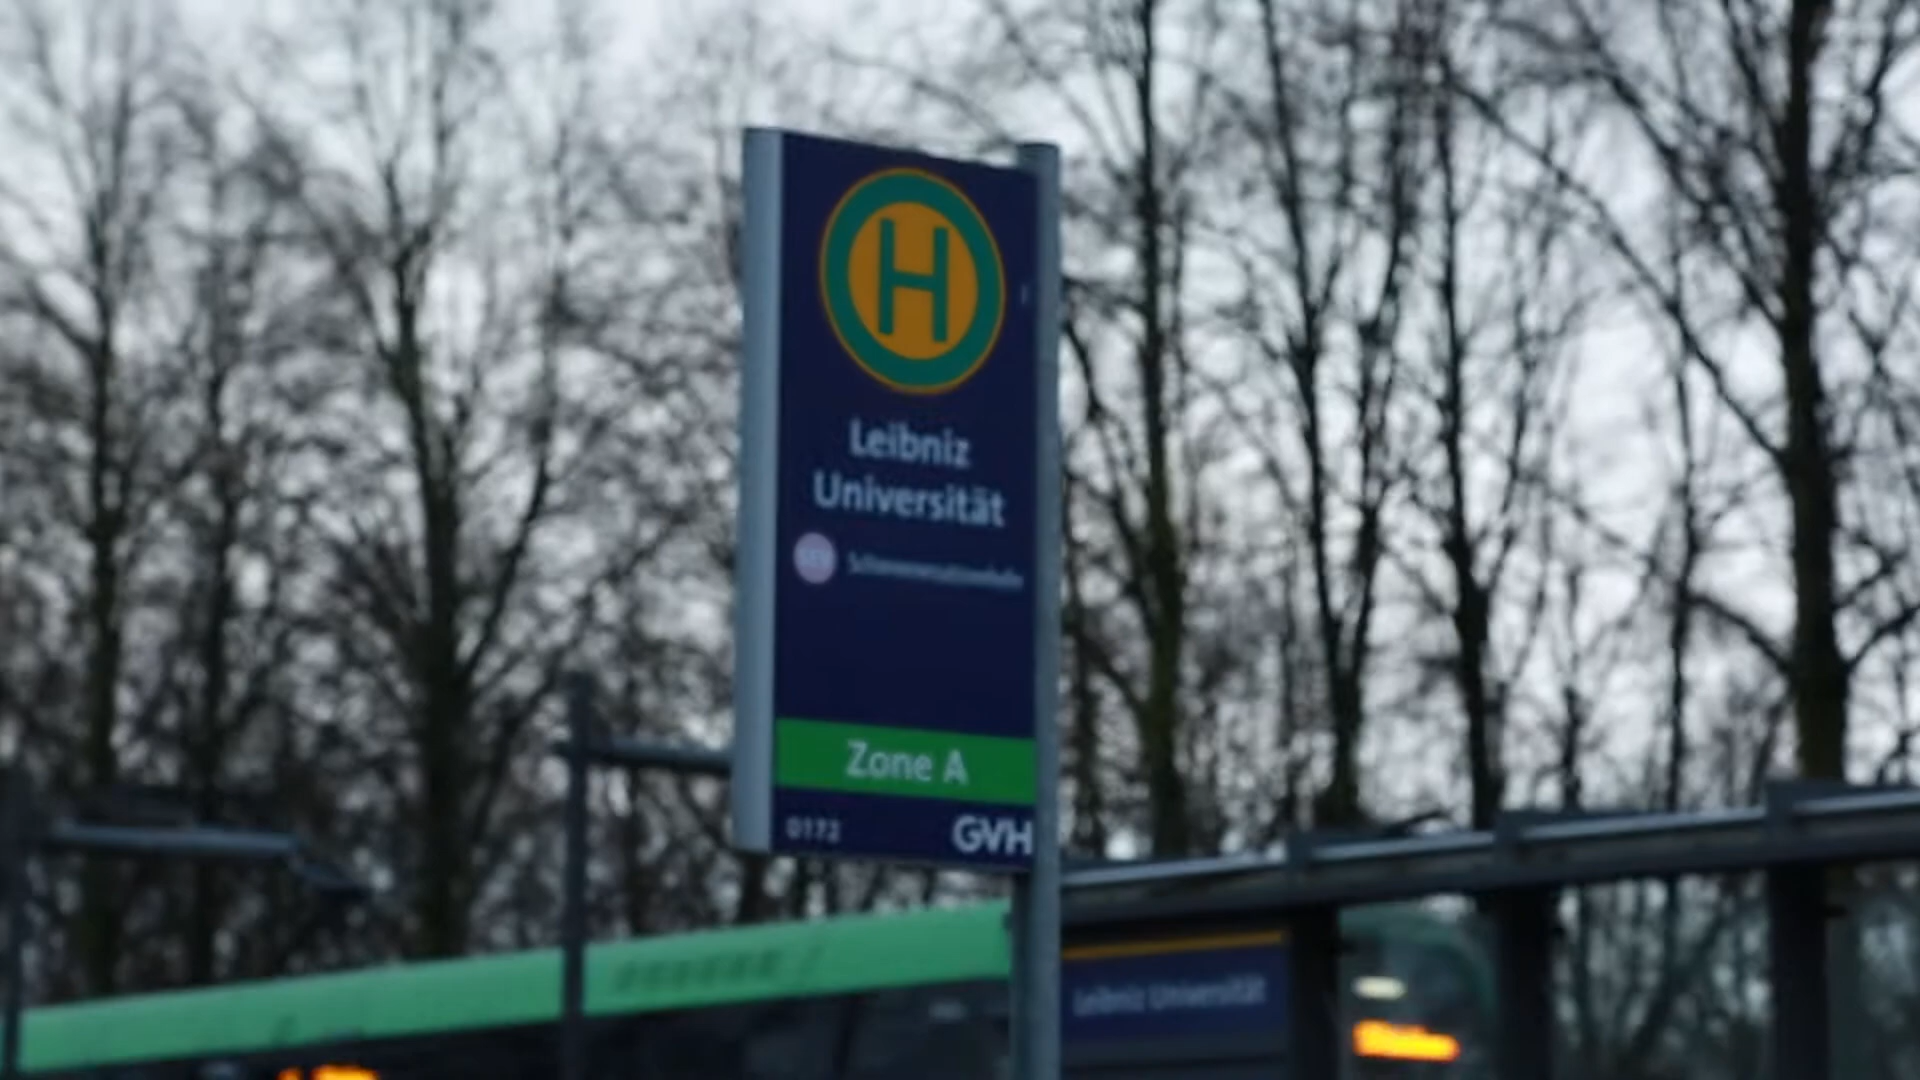 H
Leibniz
Universität
Zone A
0172
GVH
Leibniz Universität